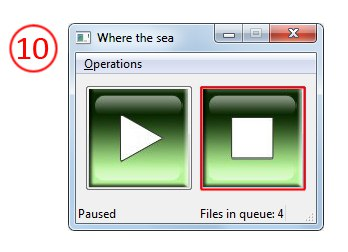 10
Where the sea
Operations
Paused
Files in queue: 4